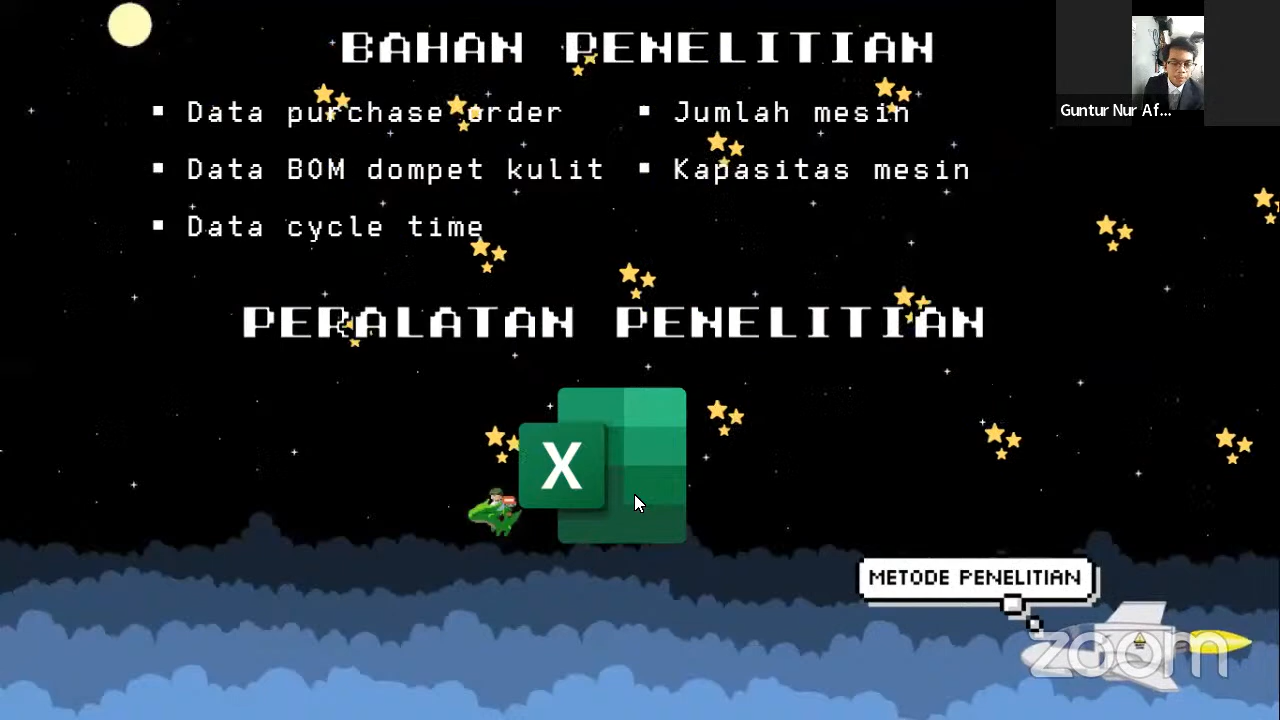 BAHAN PENELITIAN
▪ Data purchase order
▪ Data BOM dompet kulit
▪ Data cycle time
▪ Jumlah mesin
▪ Kapasitas mesin
PERALATAN PENELITIAN
X
METODE PENELITIAN
zoom
Guntur Nur Af...